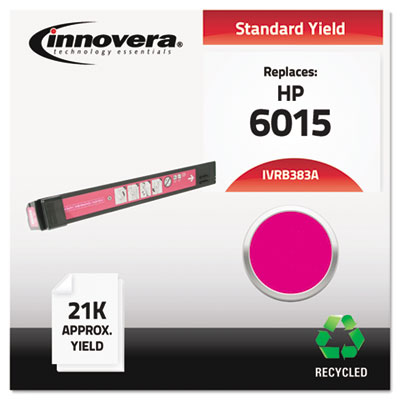 innovera
technology essentials
Standard Yield
Replaces:
HP
6015
IVRB383A
21K
APPROX.
YIELD
RECYCLED